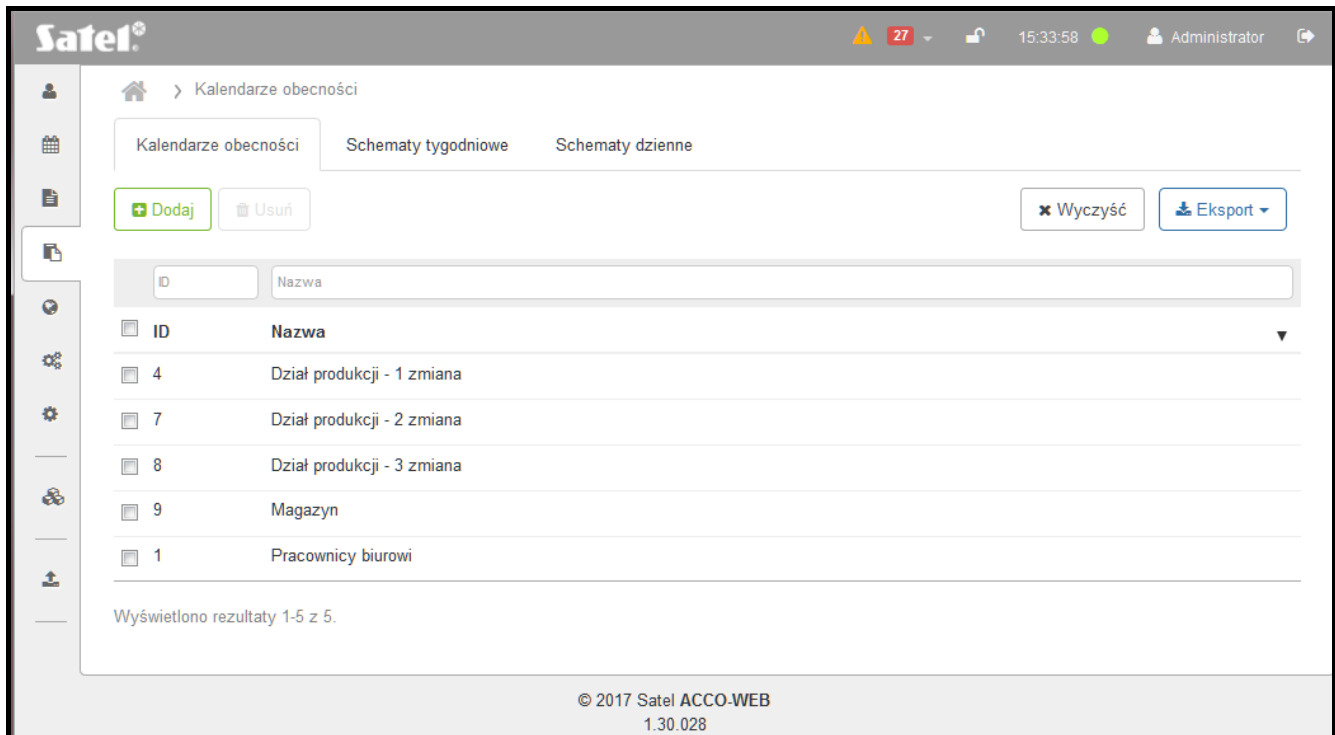 Satel®
27 15:33:58 Administrator
Kalendarze obecności
Kalendarze obecności Schematy tygodniowe Schematy dzienne
Dodaj Usuń Wyczyść Eksport
ID Nazwa
ID Nazwa
4 Dział produkcji - 1 zmiana
7 Dział produkcji - 2 zmiana
8 Dział produkcji - 3 zmiana
9 Magazyn
1 Pracownicy biurowi
Wyświetlono rezultaty 1-5 z 5.
© 2017 Satel ACCO-WEB
1.30.028